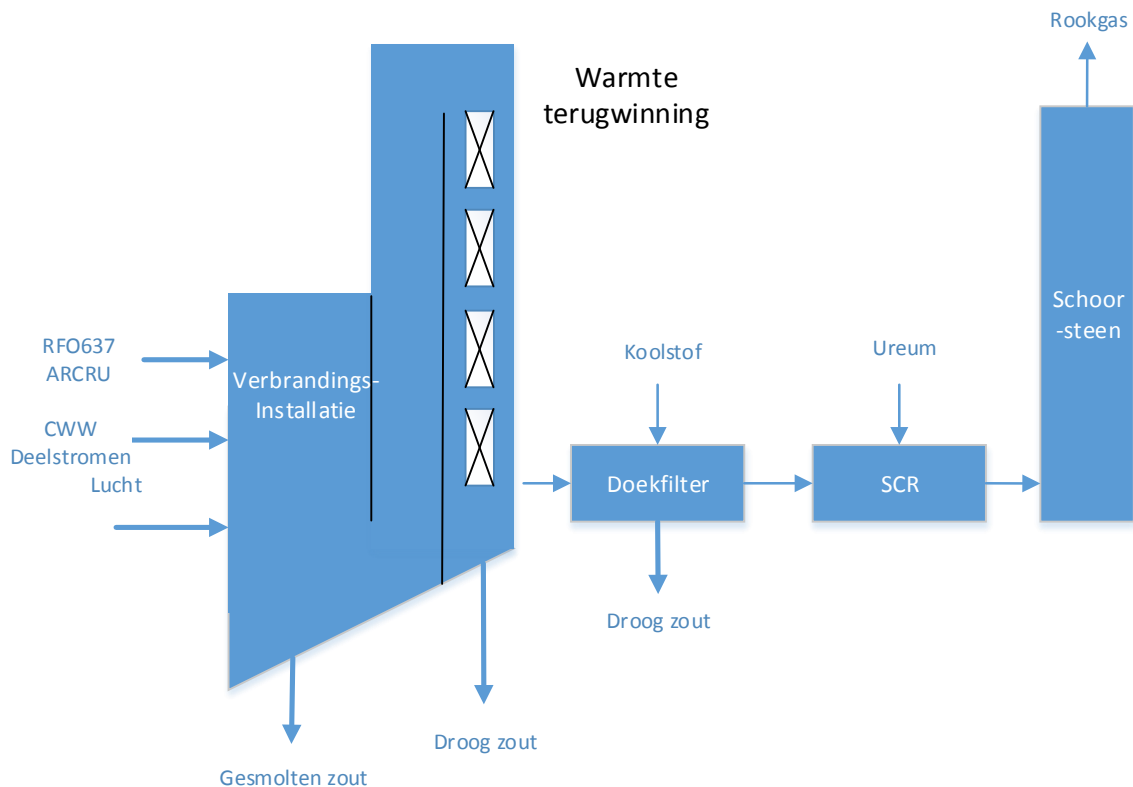 Rookgas
Warmte
terugwinning
Schoor
-steen
RFO637
ARCRU
Verbrandings-
Installatie
CWW
Deelstromen
Lucht
Koolstof
Ureum
Doekfilter
SCR
Droog zout
Droog zout
Gesmolten zout